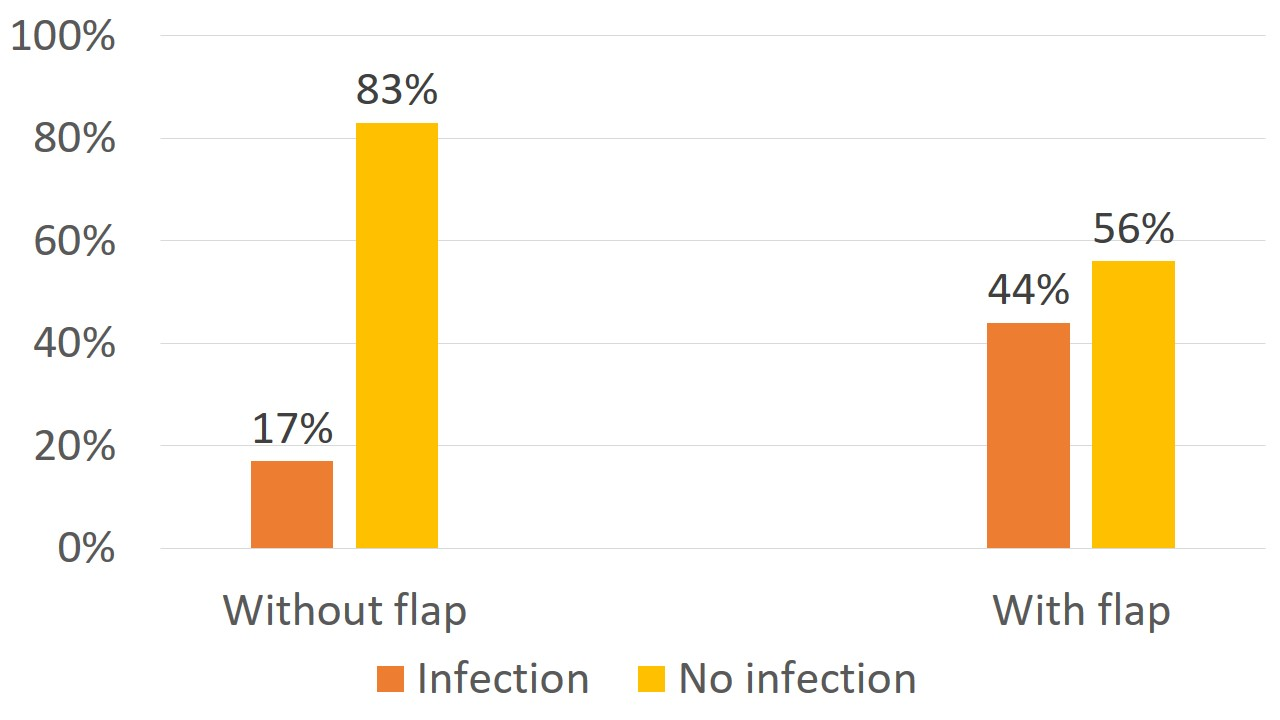 100%
83%
80%
60%
56%
44%
40%
17%
20%
0%
Without flap
With flap
Infection
No infection